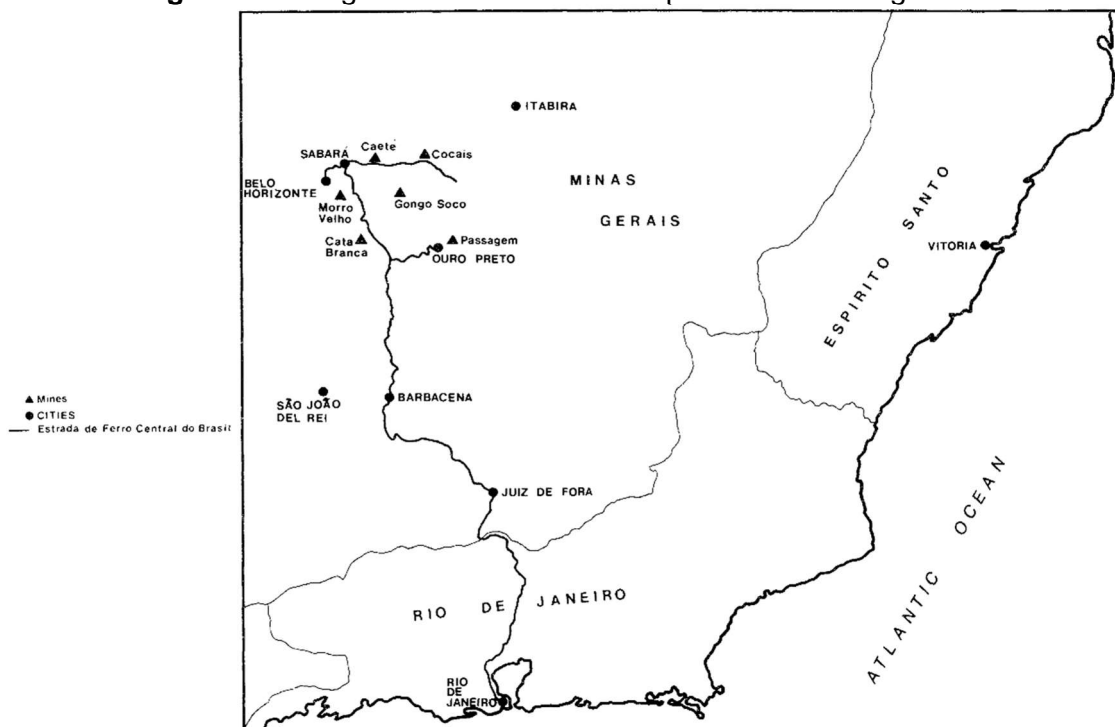 ITABIRA
SABARÁ
Caeté
Cocais
BELO
HORIZONTE
Morro
Velho
Gongo Soco
MINAS
GERAIS
Cata
Branca
Passagem
OURO PRETO
ESPIRITO SANTO
VITORIA
SÃO JOÃO
DEL REI
BARBACENA
Mines
CITIES
Estrada de Ferro Central do Brasil
JUIZ DE FORA
RIO DE JANEIRO
ATLANTIC OCEAN
RIO
DE
JANEIRO